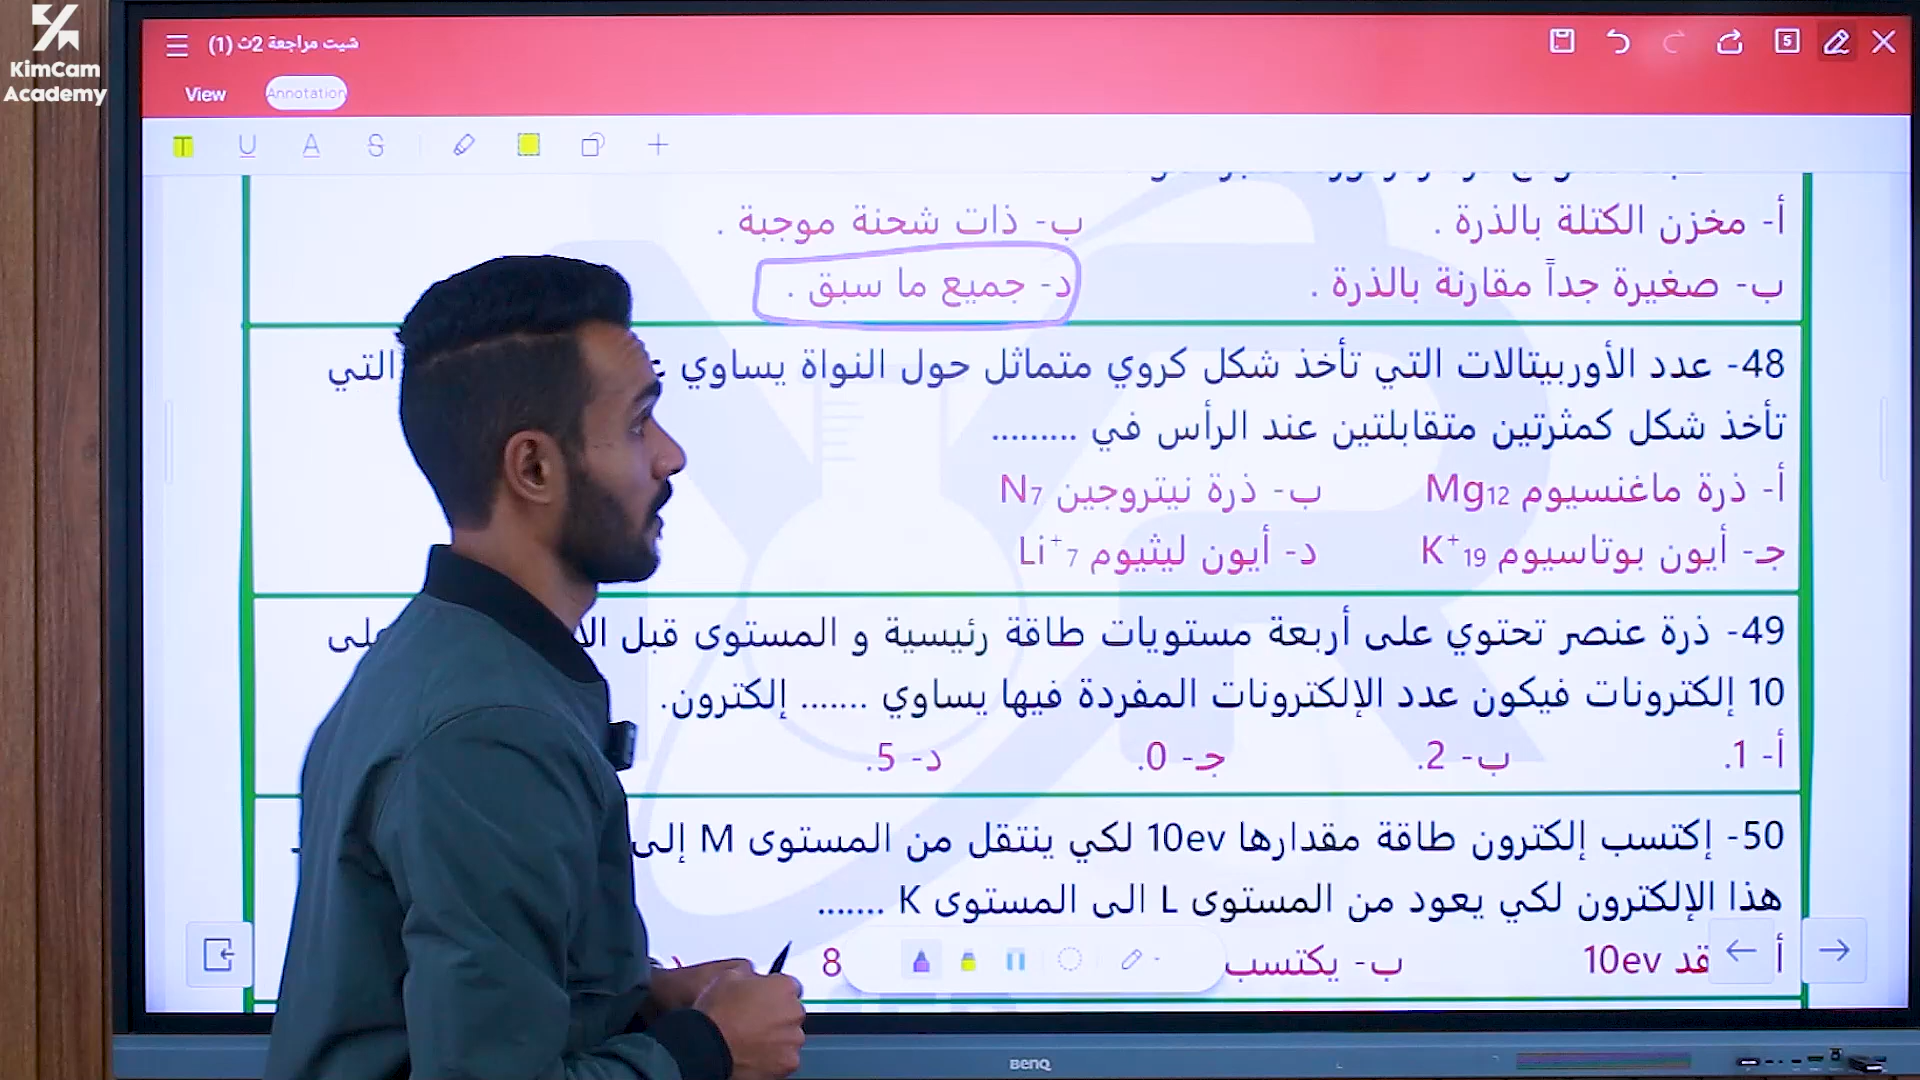 KimCam
Academy
شيت مراجعة 2ث (1)
5
View
Annotation
T U A S
أ- مخزن الكتلة بالذرة . ب- ذات شحنة موجبة .
ب- صغيرة جداً مقارنة بالذرة . د- جميع ما سبق .
48- عدد الأوربيتالات التي تأخذ شكل كروي متماثل حول النواة يساوي التي
تأخذ شكل كمثرتين متقابلتين عند الرأس في .........
أ- ذرة ماغنسيوم Mg12 ب- ذرة نيتروجين N7
جـ- أيون بوتاسيوم K+19 د- أيون ليثيوم Li+7
49- ذرة عنصر تحتوي على أربعة مستويات طاقة رئيسية و المستوى قبل
10 إلكترونات فيكون عدد الإلكترونات المفردة فيها يساوي ....... إلكترون.
أ- 1. ب- 2. جـ- 0. د- 5.
50- إكتسب إلكترون طاقة مقدارها 10ev لكي ينتقل من المستوى M إلى
هذا الإلكترون لكي يعود من المستوى L الى المستوى K .......
أ 10ev ب- يكتسب 8
BenQ